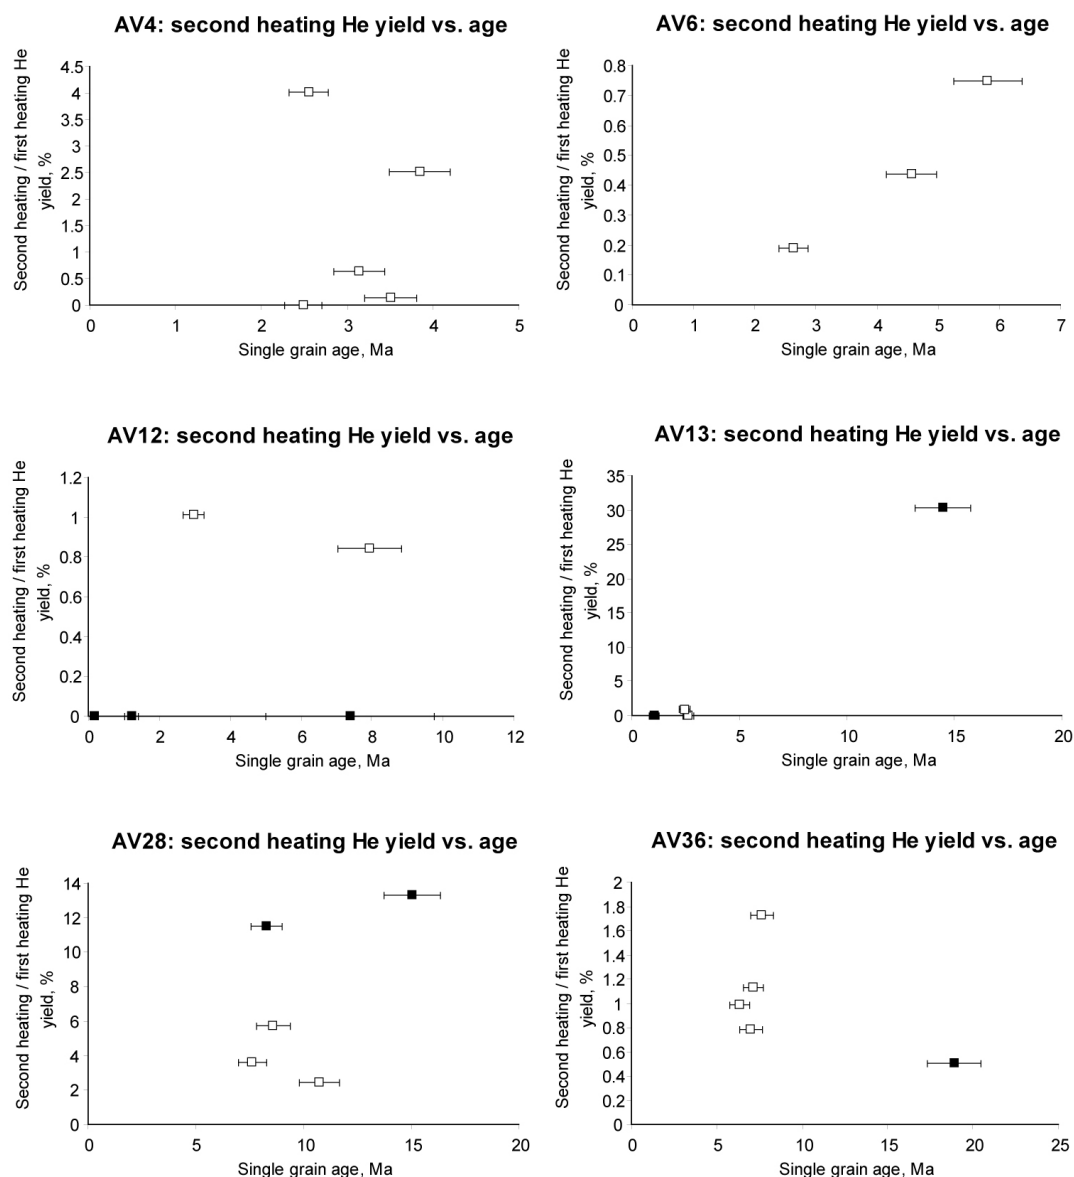 AV4: second heating He yield vs. age
Second heating / first heating He
yield, %
4.5
4
3.5
3
2.5
2
1.5
1
0.5
0
0 1 2 3 4 5
Single grain age, Ma
AV6: second heating He yield vs. age
Second heating / first heating He
yield, %
0.8
0.7
0.6
0.5
0.4
0.3
0.2
0.1
0
0 1 2 3 4 5 6 7
Single grain age, Ma
AV12: second heating He yield vs. age
Second heating / first heating He
yield, %
1.2
1
0.8
0.6
0.4
0.2
0
0 2 4 6 8 10 12
Single grain age, Ma
AV13: second heating He yield vs. age
Second heating / first heating He
yield, %
35
30
25
20
15
10
5
0
0 5 10 15 20
Single grain age, Ma
AV28: second heating He yield vs. age
Second heating / first heating He
yield, %
14
12
10
8
6
4
2
0
0 5 10 15 20
Single grain age, Ma
AV36: second heating He yield vs. age
Second heating / first heating He
yield, %
2
1.8
1.6
1.4
1.2
1
0.8
0.6
0.4
0.2
0
0 5 10 15 20 25
Single grain age, Ma